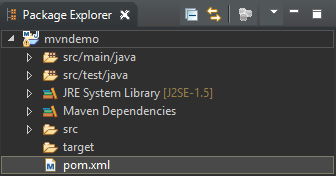 Package Explorer
mvndemo
src/main/java
src/test/java
JRE System Library [J2SE-1.5]
Maven Dependencies
src
target
pom.xml